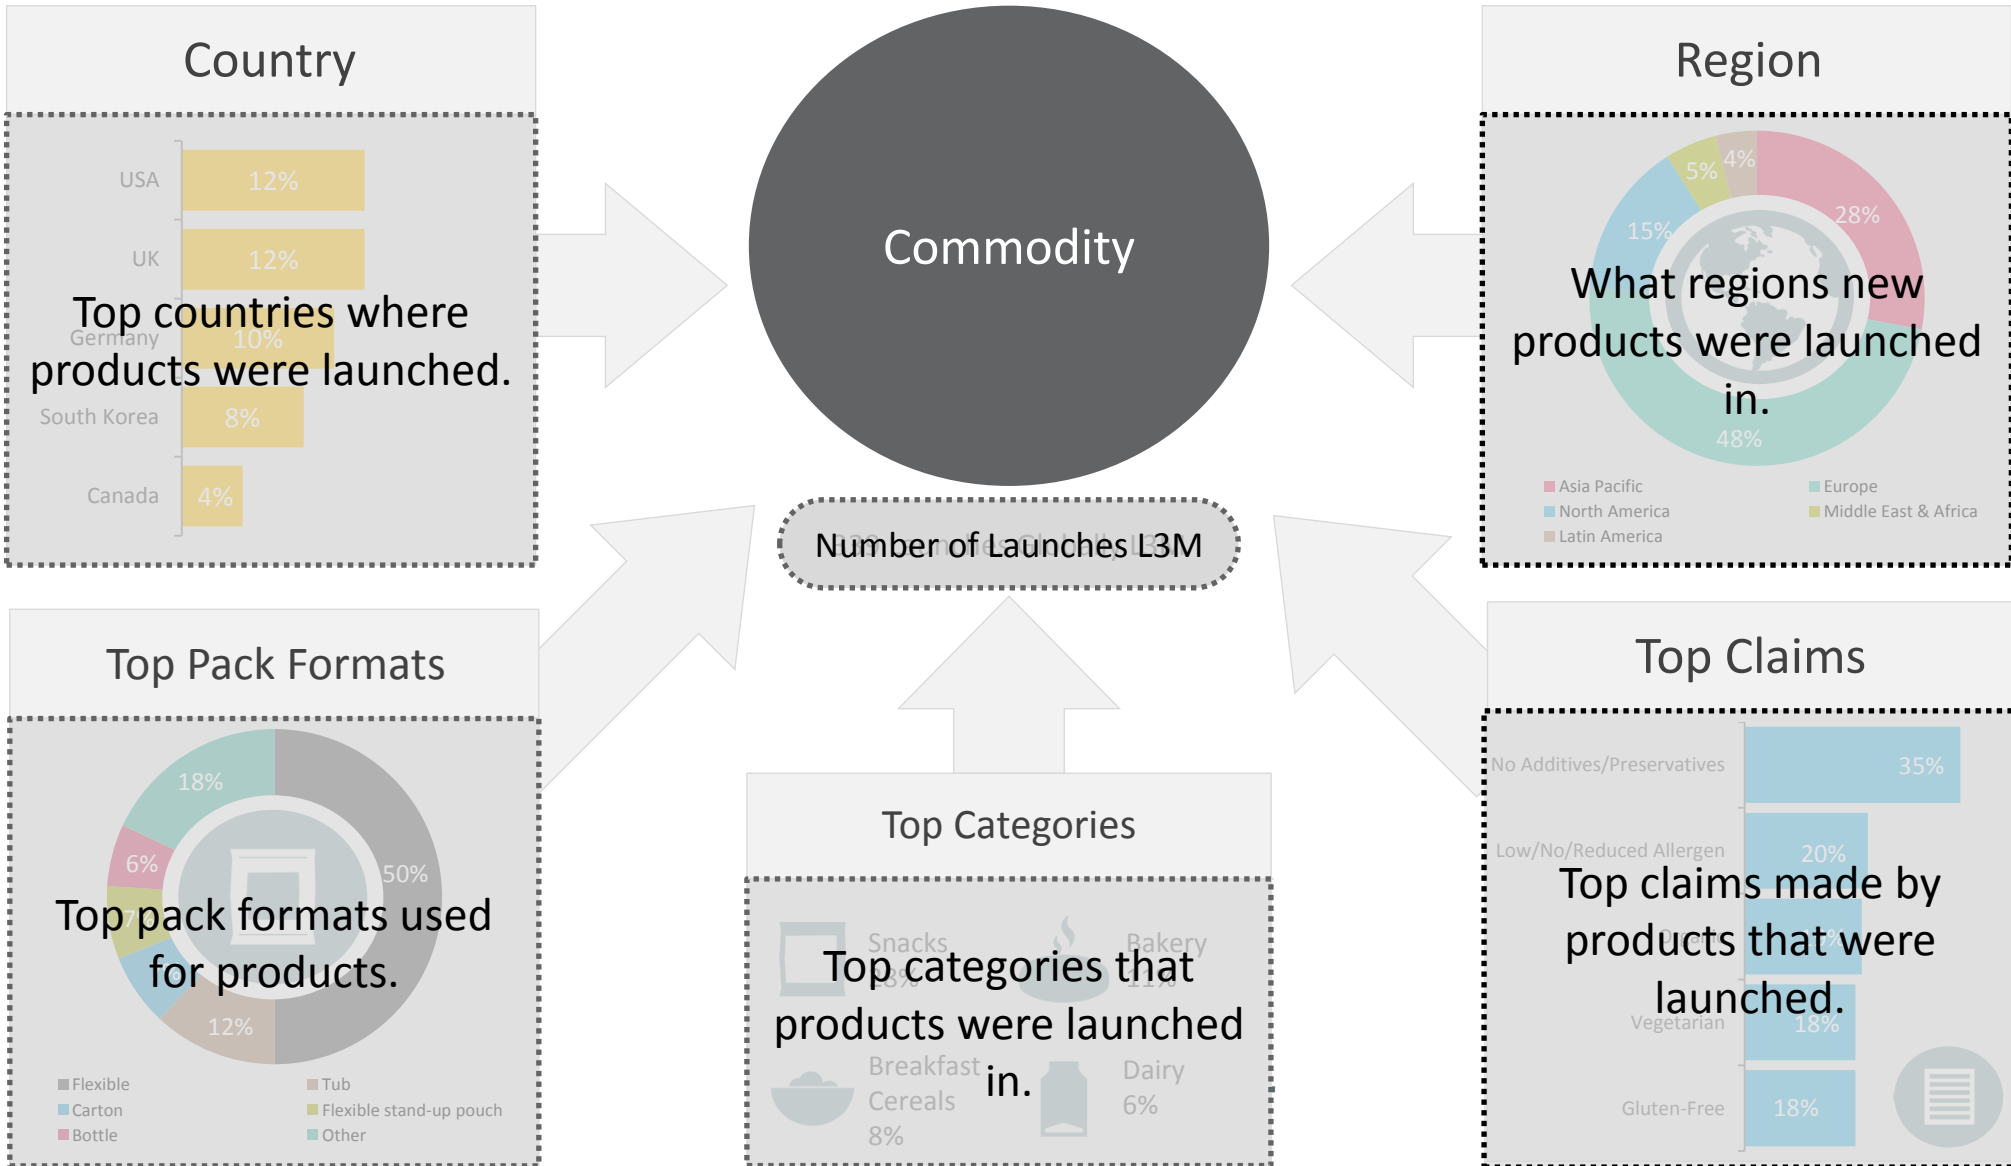 Country
USA
12%
UK
12%
Top countries where
Germany
10%
products were launched.
South Korea
8%
Canada
4%
Commodity
Number of Launches L3M
Region
4%
5%
28%
15%
What regions new
products were launched
in.
48%
Asia Pacific
Europe
North America
Middle East & Africa
Latin America
Top Pack Formats
18%
6%
50%
7%
Top pack formats used
for products.
12%
Flexible
Tub
Carton
Flexible stand-up pouch
Bottle
Other
Top Categories
Snacks
Bakery
11%
Top categories that
products were launched
in.
Breakfast
Cereals
8%
Dairy
6%
Top Claims
No Additives/Preservatives
35%
Low/No/Reduced Allergen
20%
Top claims made by
Organic
products that were
launched.
Vegetarian
18%
Gluten-Free
18%